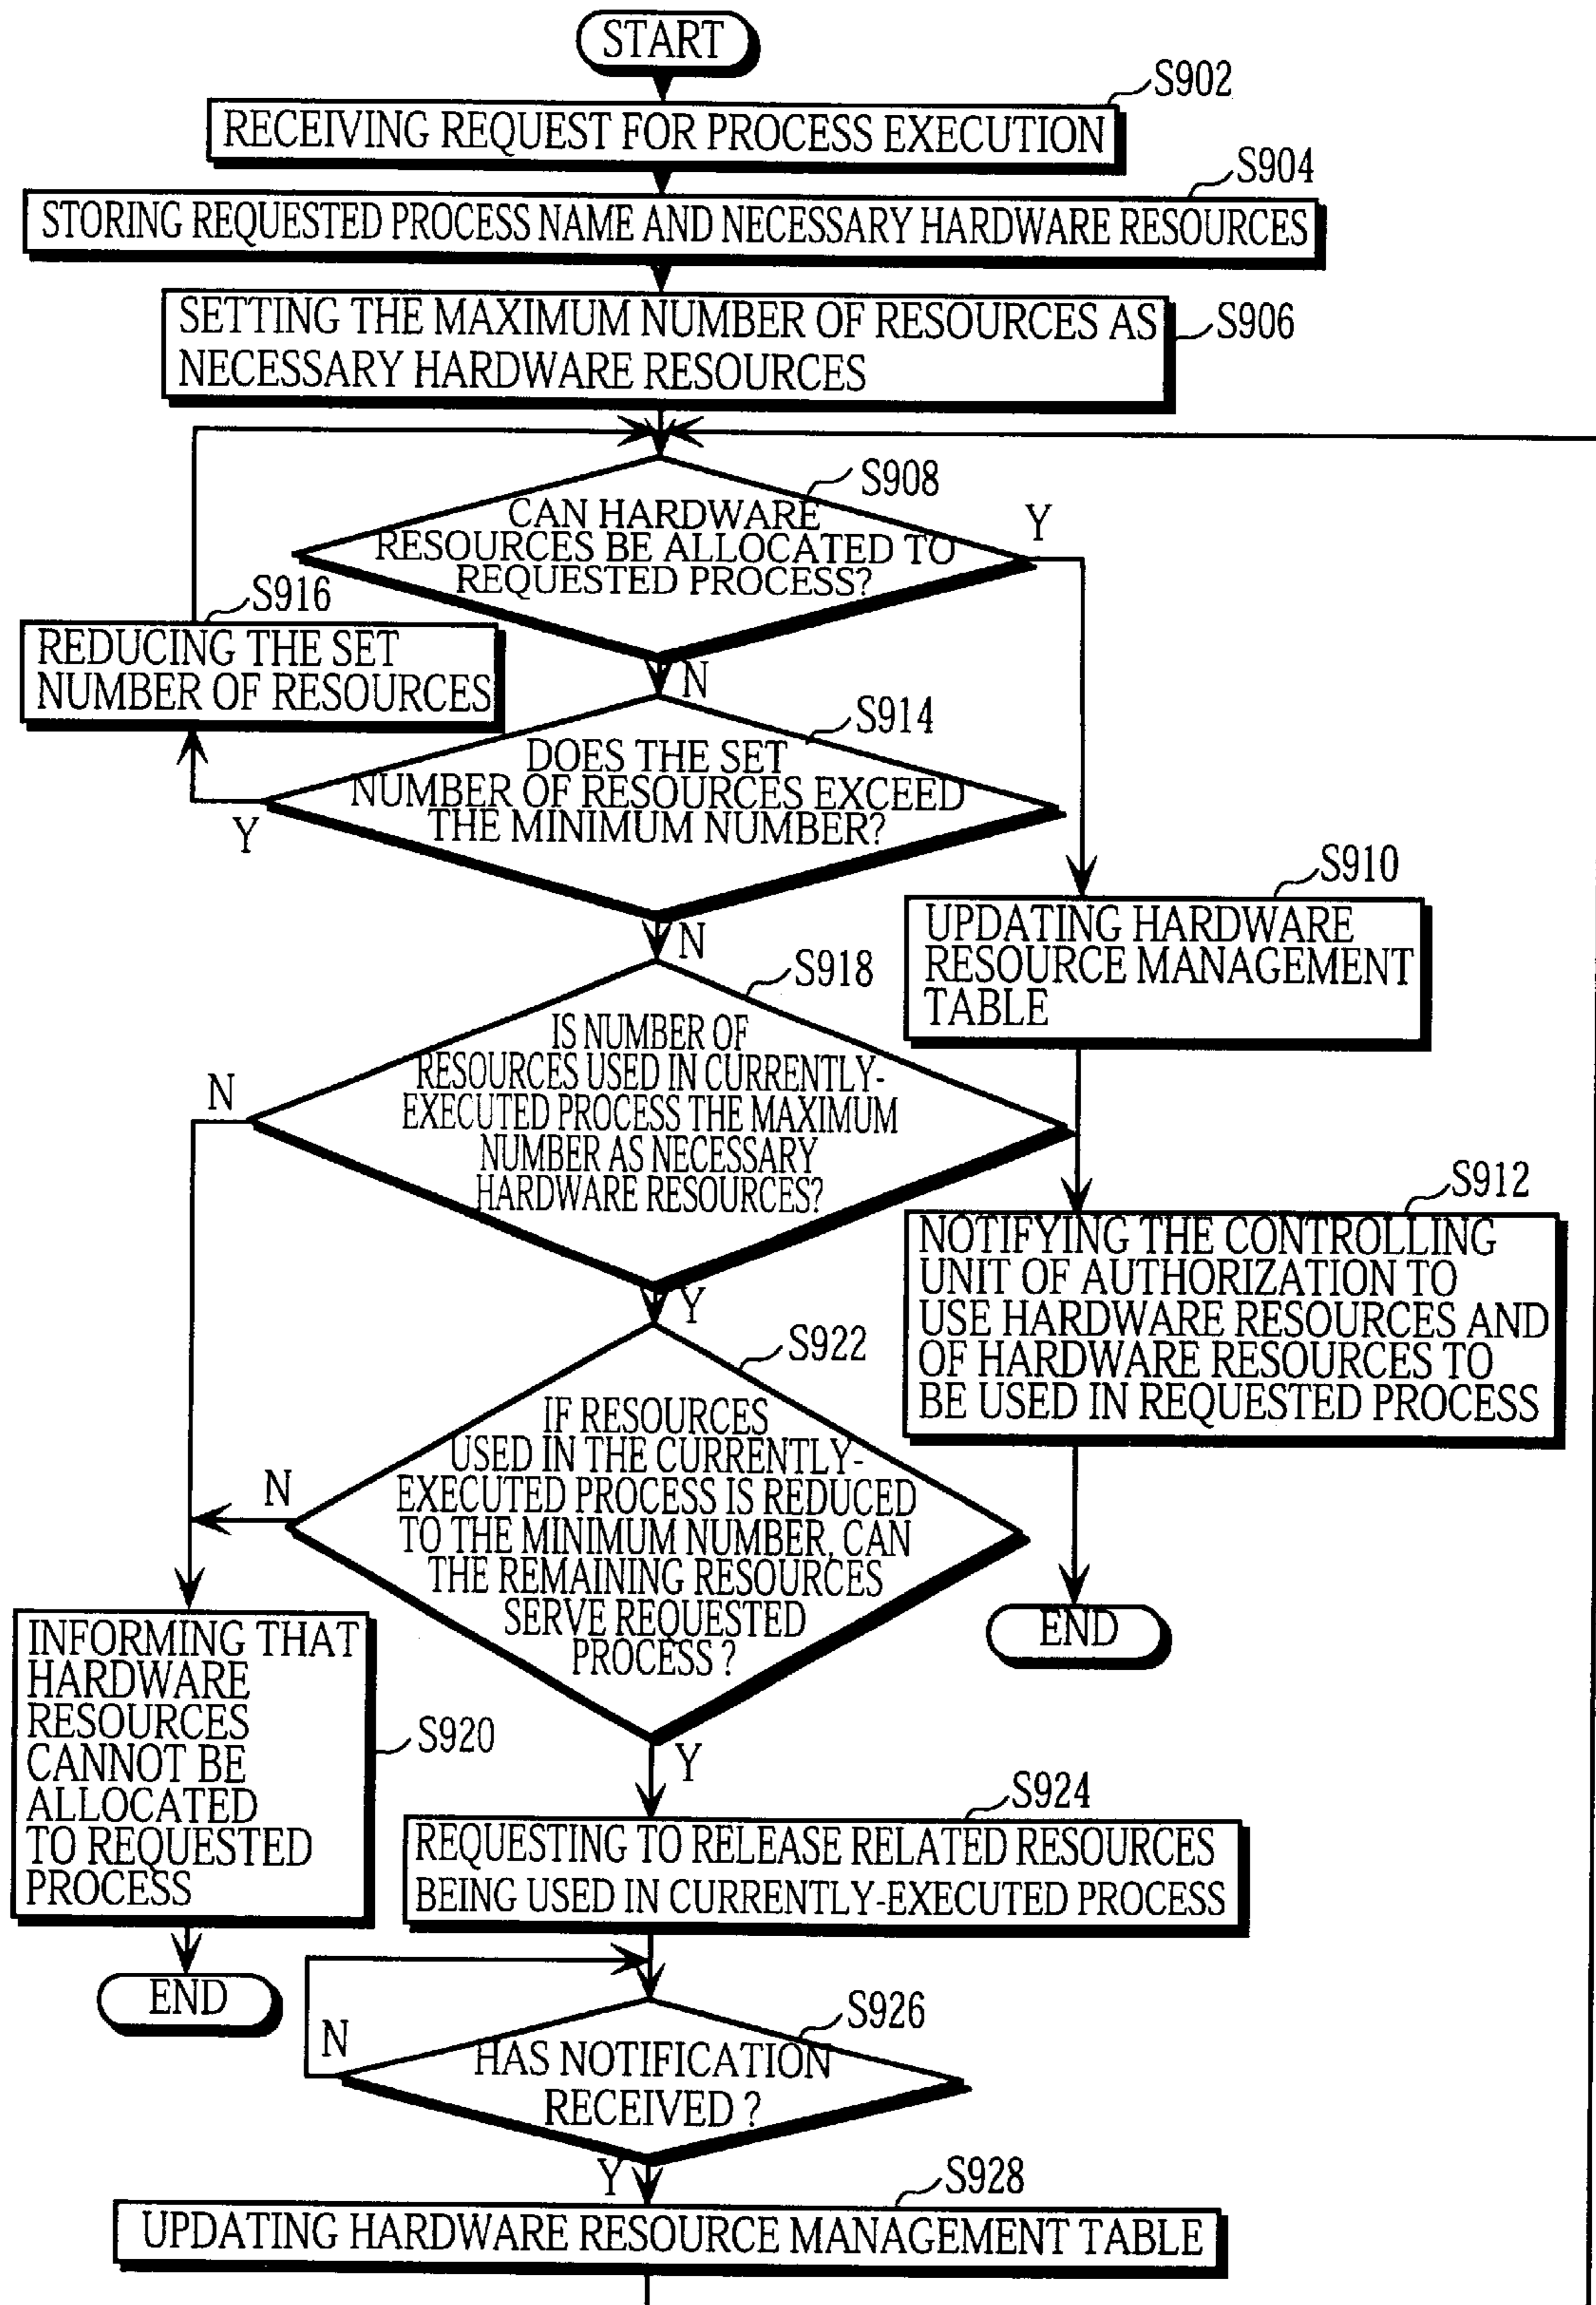 START
S902
RECEIVING REQUEST FOR PROCESS EXECUTION
S904
STORING REQUESTED PROCESS NAME AND NECESSARY HARDWARE RESOURCES
SETTING THE MAXIMUM NUMBER OF RESOURCES AS
NECESSARY HARDWARE RESOURCES
S906
S908
CAN HARDWARE
RESOURCES BE ALLOCATED TO
REQUESTED PROCESS?
Y
N
S916
REDUCING THE SET
NUMBER OF RESOURCES
S914
DOES THE SET
NUMBER OF RESOURCES EXCEED
THE MINIMUM NUMBER?
Y
N
S910
UPDATING HARDWARE
RESOURCE MANAGEMENT
TABLE
S918
IS NUMBER OF
RESOURCES USED IN CURRENTLY-
EXECUTED PROCESS THE MAXIMUM
NUMBER AS NECESSARY
HARDWARE RESOURCES?
N
Y
S912
NOTIFYING THE CONTROLLING
UNIT OF AUTHORIZATION TO
USE HARDWARE RESOURCES AND
OF HARDWARE RESOURCES TO
BE USED IN REQUESTED PROCESS
END
S922
IF RESOURCES
USED IN THE CURRENTLY-
EXECUTED PROCESS IS REDUCED
TO THE MINIMUM NUMBER, CAN
THE REMAINING RESOURCES
SERVE REQUESTED
PROCESS ?
N
Y
INFORMING THAT
HARDWARE
RESOURCES
CANNOT BE
ALLOCATED
TO REQUESTED
PROCESS
S920
END
S924
REQUESTING TO RELEASE RELATED RESOURCES
BEING USED IN CURRENTLY-EXECUTED PROCESS
S926
HAS NOTIFICATION
RECEIVED ?
N
Y
S928
UPDATING HARDWARE RESOURCE MANAGEMENT TABLE